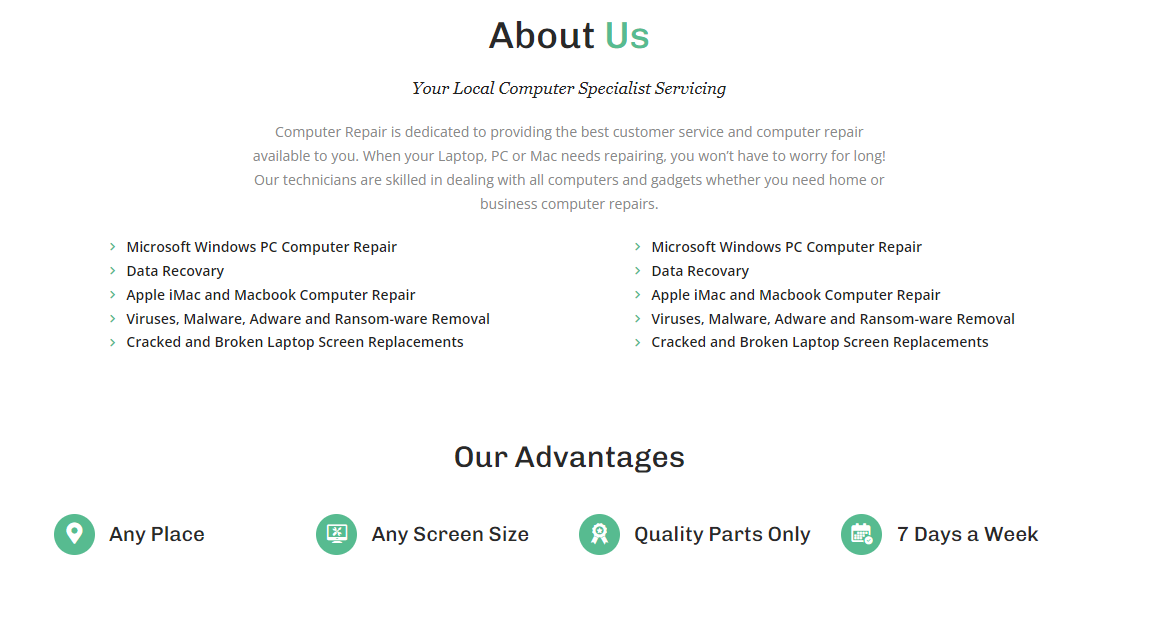 About Us
Your Local Computer Specialist Servicing
Computer Repair is dedicated to providing the best customer service and computer repair
available to you. When your Laptop, PC or Mac needs repairing, you won’t have to worry for long!
Our technicians are skilled in dealing with all computers and gadgets whether you need home or
business computer repairs.
Microsoft Windows PC Computer Repair
Data Recovary
Apple iMac and Macbook Computer Repair
Viruses, Malware, Adware and Ransom-ware Removal
Cracked and Broken Laptop Screen Replacements
Microsoft Windows PC Computer Repair
Data Recovary
Apple iMac and Macbook Computer Repair
Viruses, Malware, Adware and Ransom-ware Removal
Cracked and Broken Laptop Screen Replacements
Our Advantages
Any Place
Any Screen Size
Quality Parts Only
7 Days a Week